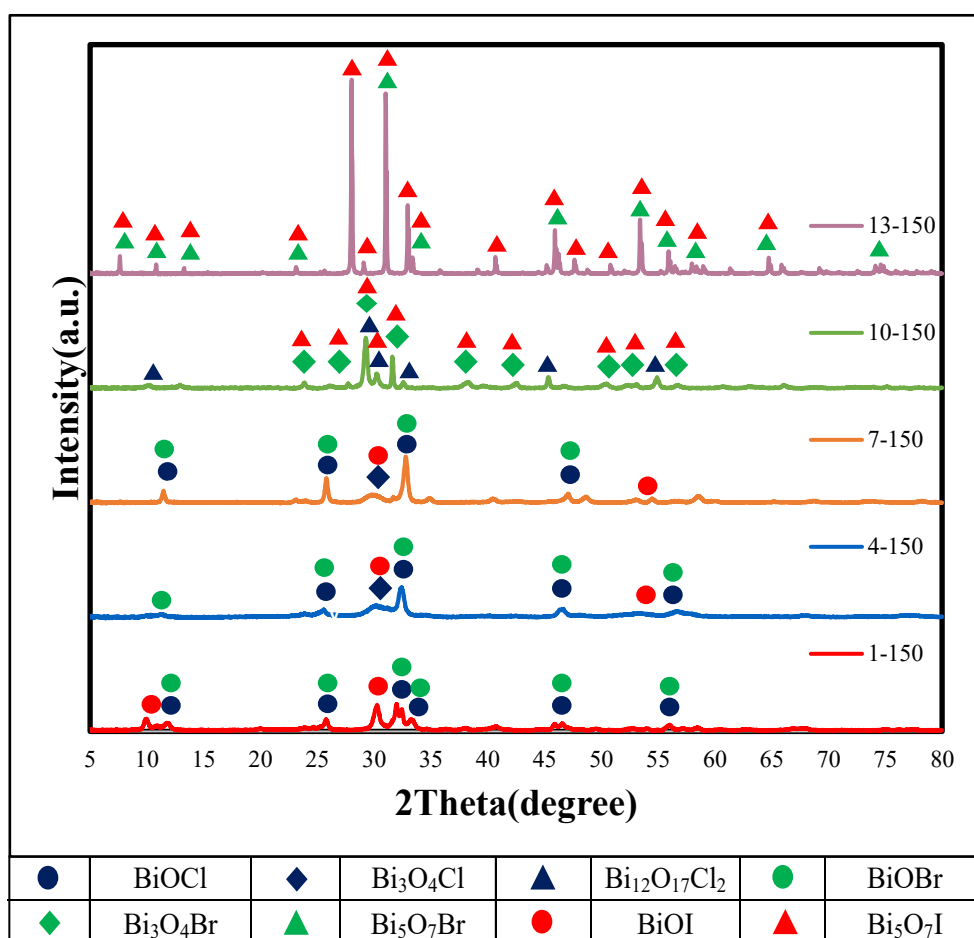 Intensity(a.u.)
13-150
10-150
7-150
4-150
1-150
5 10 15 20 25 30 35 40 45 50 55 60 65 70 75 80
2Theta(degree)
BiOCl Bi₃O₄Cl Bi₁₂O₁₇Cl₂ BiOBr
Bi₃O₄Br Bi₅O₇Br BiOI Bi₅O₇I